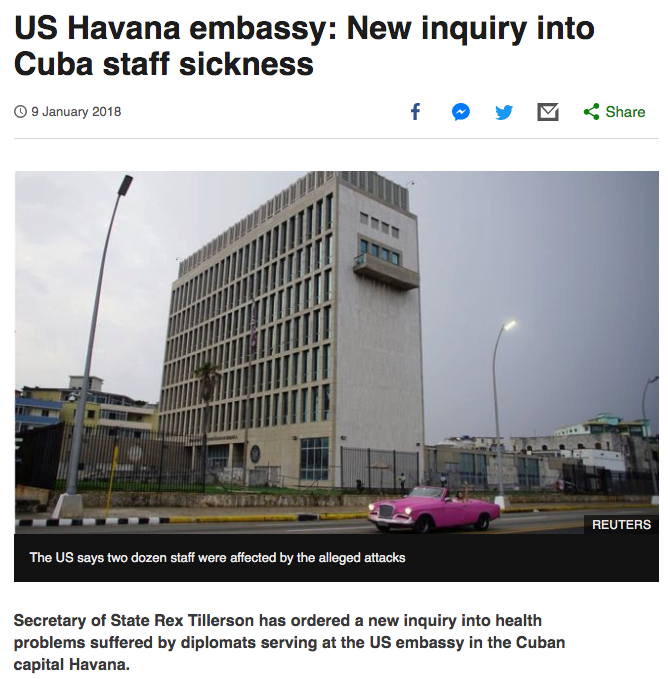 US Havana embassy: New inquiry into
Cuba staff sickness
9 January 2018
Share
REUTERS
The US says two dozen staff were affected by the alleged attacks
Secretary of State Rex Tillerson has ordered a new inquiry into health
problems suffered by diplomats serving at the US embassy in the Cuban
capital Havana.